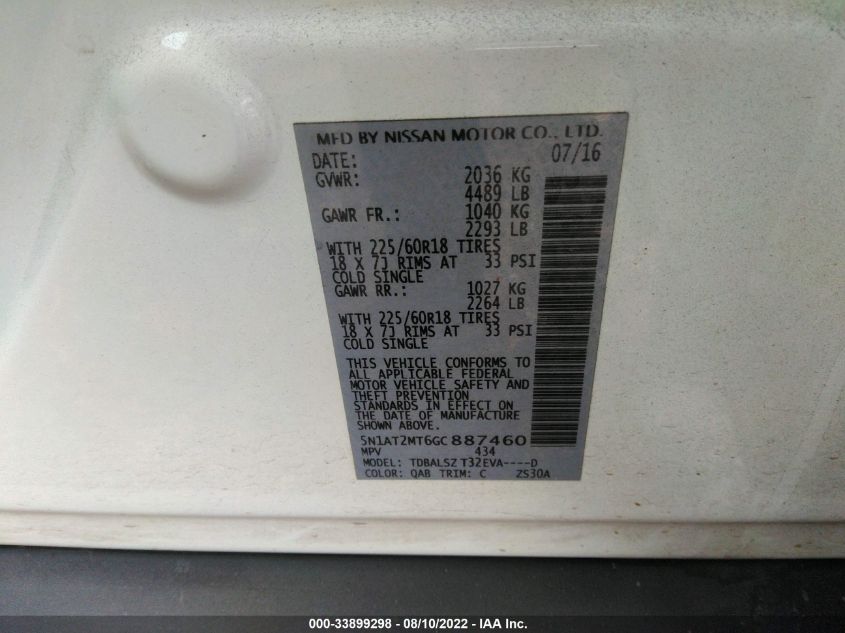 MFD BY NISSAN MOTOR CO., LTD.
DATE: 07/16
GVWR: 2036 KG
4489 LB
GAWR FR.: 1040 KG
2293 LB
WITH 225/60R18 TIRES
18 X 7J RIMS AT 33 PSI
COLD SINGLE
GAWR RR.: 1027 KG
2264 LB
WITH 225/60R18 TIRES
18 X 7J RIMS AT 33 PSI
COLD SINGLE
THIS VEHICLE CONFORMS TO
ALL APPLICABLE FEDERAL
MOTOR VEHICLE SAFETY AND
THEFT PREVENTION
STANDARDS IN EFFECT ON
THE DATE OF MANUFACTURE
SHOWN ABOVE.
5N1AT2MT6GC887460
MPV 434
MODEL: TDBALSZ T32EVA----D
COLOR: QAB TRIM: C ZS30A
000-33899298 - 08/10/2022 - IAA Inc.